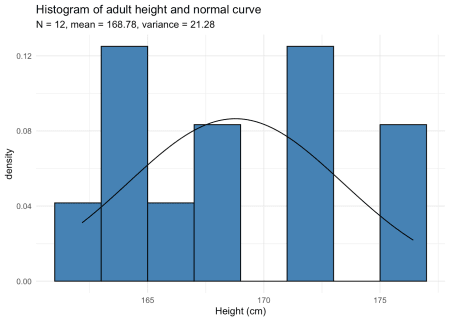 Histogram of adult height and normal curve
N = 12, mean = 168.78, variance = 21.28
0.12
0.08
0.04
0.00
density
165 170 175
Height (cm)